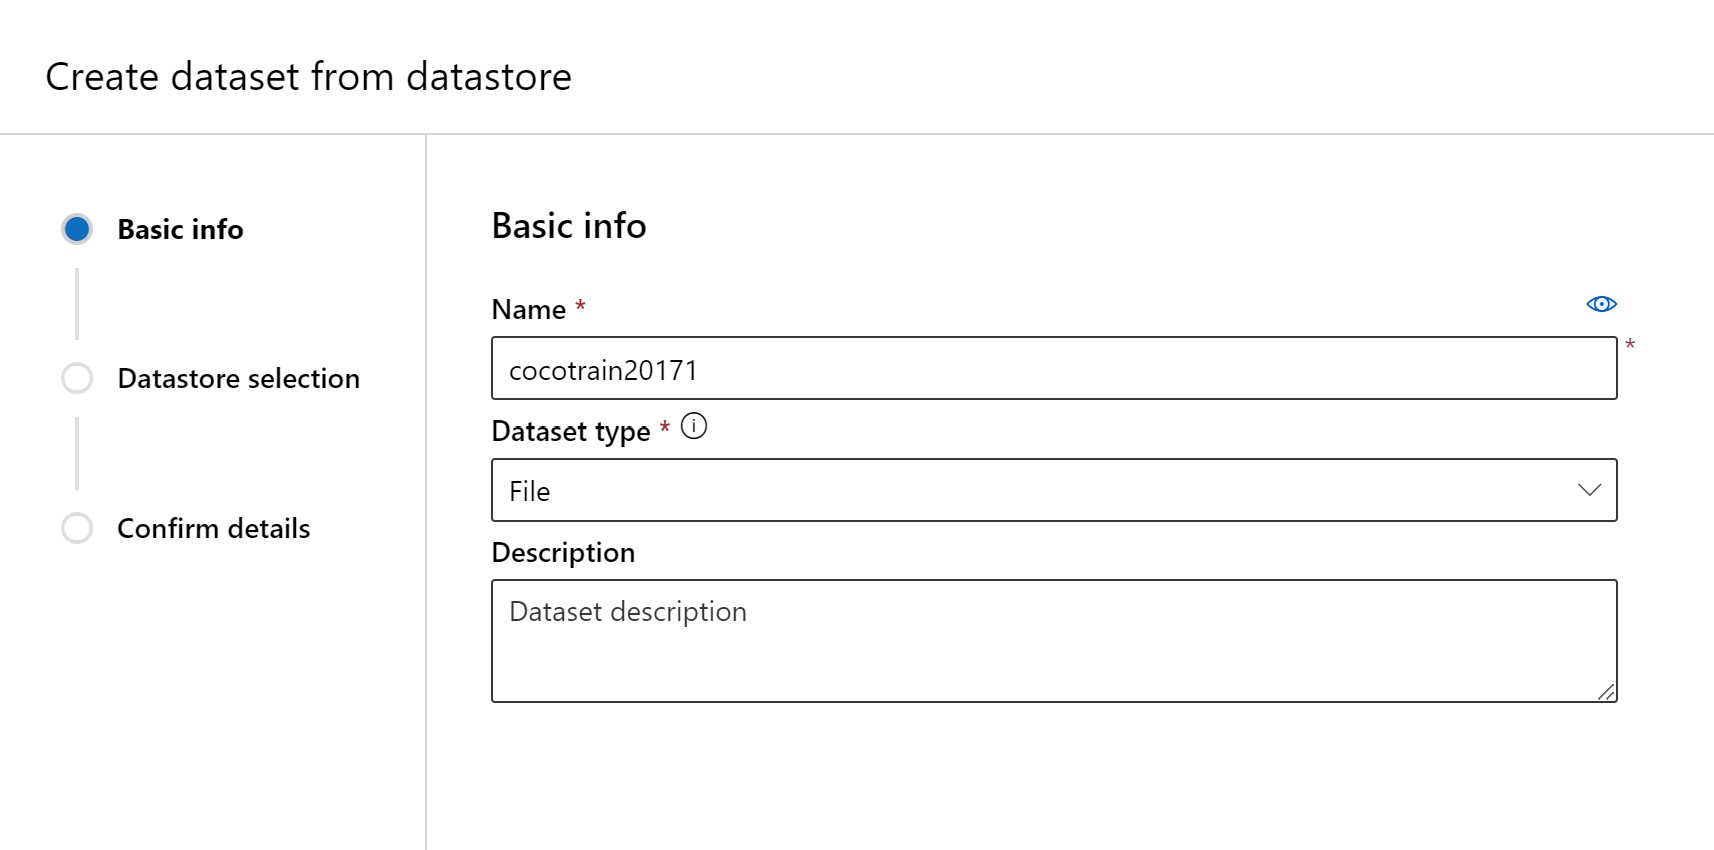 Create dataset from datastore
Basic info
Datastore selection
Confirm details
Basic info
Name *
cocotrain20171
*
Dataset type *
File
Description
Dataset description